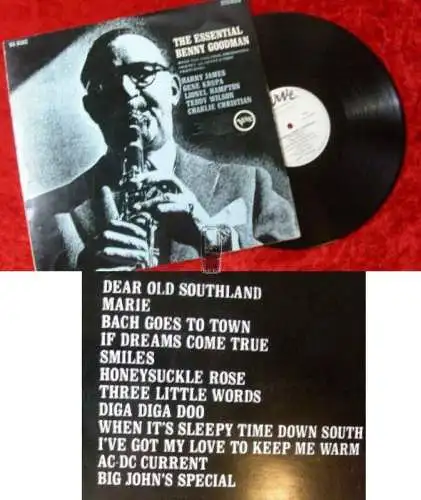 THE ESSENTIAL
BENNY GOODMAN
HARRY JAMES
GENE KRUPA
LIONEL HAMPTON
TEDDY WILSON
CHARLIE CHRISTIAN
Verve
DEAR OLD SOUTHLAND
MARIE
BACH GOES TO TOWN
IF DREAMS COME TRUE
SMILES
HONEYSUCKLE ROSE
THREE LITTLE WORDS
DIGA DIGA DOO
WHEN IT'S SLEEPY TIME DOWN SOUTH
I'VE GOT MY LOVE TO KEEP ME WARM
AC-DC CURRENT
BIG JOHN'S SPECIAL